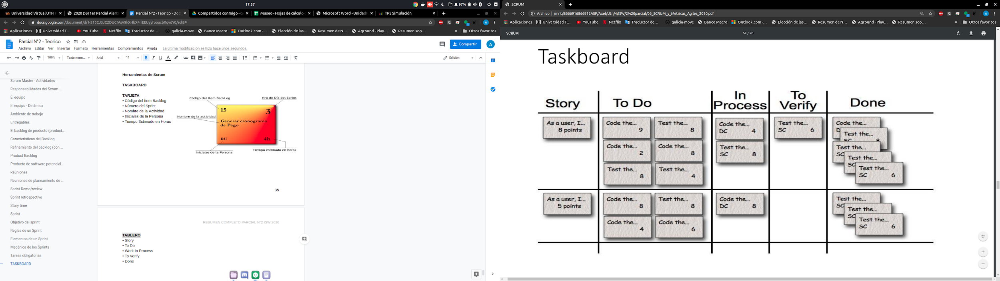 17:57
97%
Universidad Virtual UTN F
2020 DSI 1er Parcial Alerta
Parcial N°2 - Teorico - Doc
Compartidos conmigo - G
Museo - Hojas de cálculo
Microsoft Word - Unidad
TP5 Simulación
docs.google.com/document/d/1-316CJ3JC2DUCfAsV9kXHbX4irEEUyyfooucbXqvdY0/edit#
Aplicaciones
Universidad T...
YouTube
Netflix
Traductor de...
galicia-move
Banco Macro
Outlook.com -...
Elección de las...
Resumen de N...
Aground - Play...
Resumen sop...
»
Otros favoritos
Parcial N°2 - Teorico
Archivo Editar Ver Insertar Formato Herramientas Complementos Ayuda
La última modificación se hizo hace unos segundos.
Compartir
A
100% Texto norm... Arial 11 B I U A
Edición
Scrum Master - Actividades
Responsabilidades del Scrum ...
El equipo
El equipo - Dinámica
Ambiente de trabajo
Entregables
El backlog de producto (product...
Características del Backlog
Refinamiento del backlog (con ...
Product Backlog
Producto de software potencial...
Reuniones
Reuniones de planeamiento de ...
Sprint Demo/review
Sprint retrospective
Story time
Sprint
Objetivo del sprint
Reglas de un Sprint
Elementos de un Sprint
Mecánica de los Sprints
Tareas obligatorias
TASKBOARD
Herramientas de Scrum
TASKBOARD
TARJETA
• Código del Ítem Backlog
• Número del Sprint
• Nombre de la Actividad
• Iniciales de la Persona
• Tiempo Estimado en Horas
Código del Item BackLog
Nro de Día del Sprint
15
3
Nombre de la actividad
Generar cronograma
de Pago
RU
4h
Iniciales de la Persona
Tiempo estimado en horas
35
RESUMEN COMPLETO PARCIAL N°2 ISW 2020
TABLERO
• Story
• To Do
• Work In Process
• To Verify
• Done
SCRUM
Archivo
/mnt/B666916866912A5F/Axel/Utn/4/ISW/2%20parcial/06_SCRUM_y_Metricas_Agiles_2020.pdf
Aplicaciones
Universidad T...
YouTube
Netflix
Traductor de...
galicia-move
Banco Macro
Outlook.com -...
Elección de las...
Resumen de N...
Aground - Play...
Resumen sop...
»
Otros favoritos
SCRUM
58 / 90
Taskboard
Story
To Do
In
Process
To
Verify
Done
As a user, I...
8 points
Code the...
9
Test the...
8
Code the...
2
Code the...
8
Test the...
8
Test the...
4
Code the...
DC 4
Test the...
SC 8
Test the...
SC 6
Code the...
D
Test the...
SC 8
Test the...
SC
Test the...
SC
Test the...
SC 6
As a user, I...
5 points
Code the...
8
Test the...
8
Code the...
4
Code the...
6
Code the...
DC 8
Test the...
SC
Test the...
SC
Test the...
SC 6